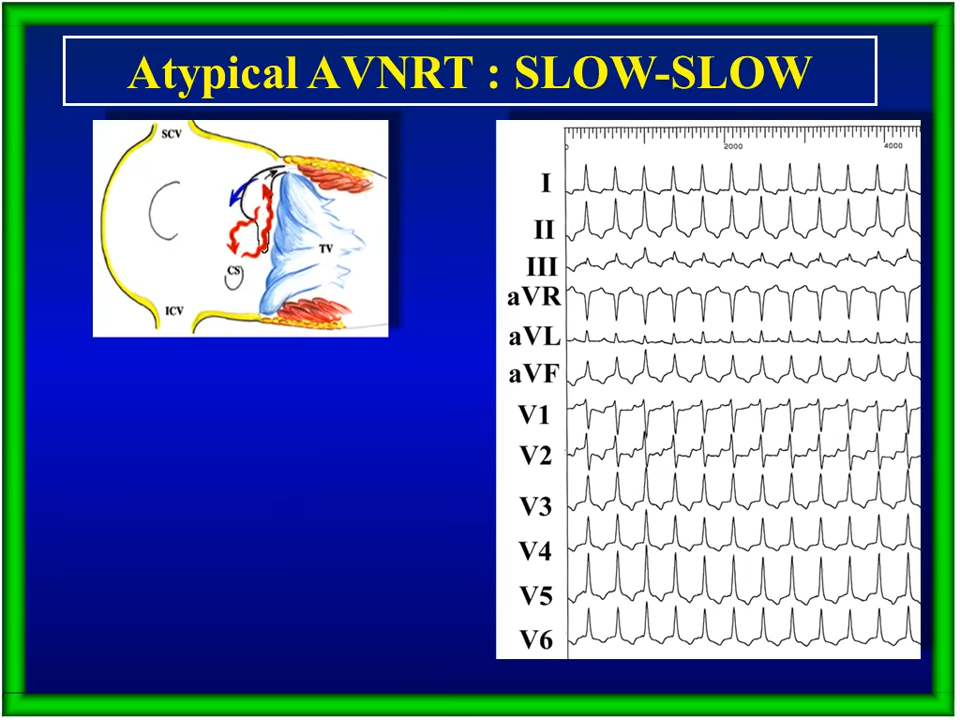 Atypical AVNRT : SLOW-SLOW
SCV
TV
CS
ICV
0
2000
4000
I
II
III
aVR
aVL
aVF
V1
V2
V3
V4
V5
V6